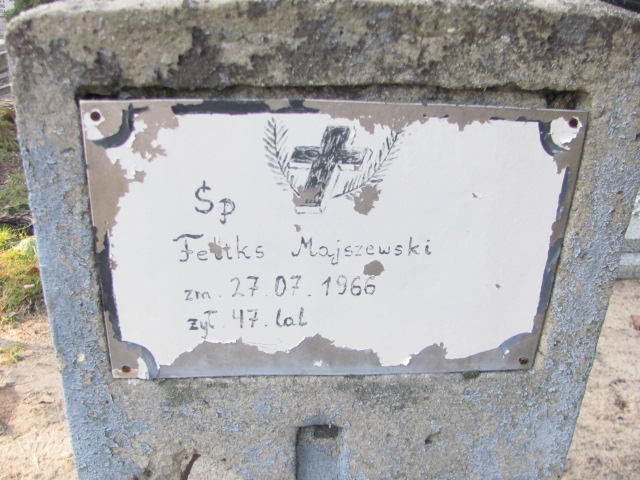 Śp
Feliks Majszewski
zm. 27.07.1966
żył. 47. lat